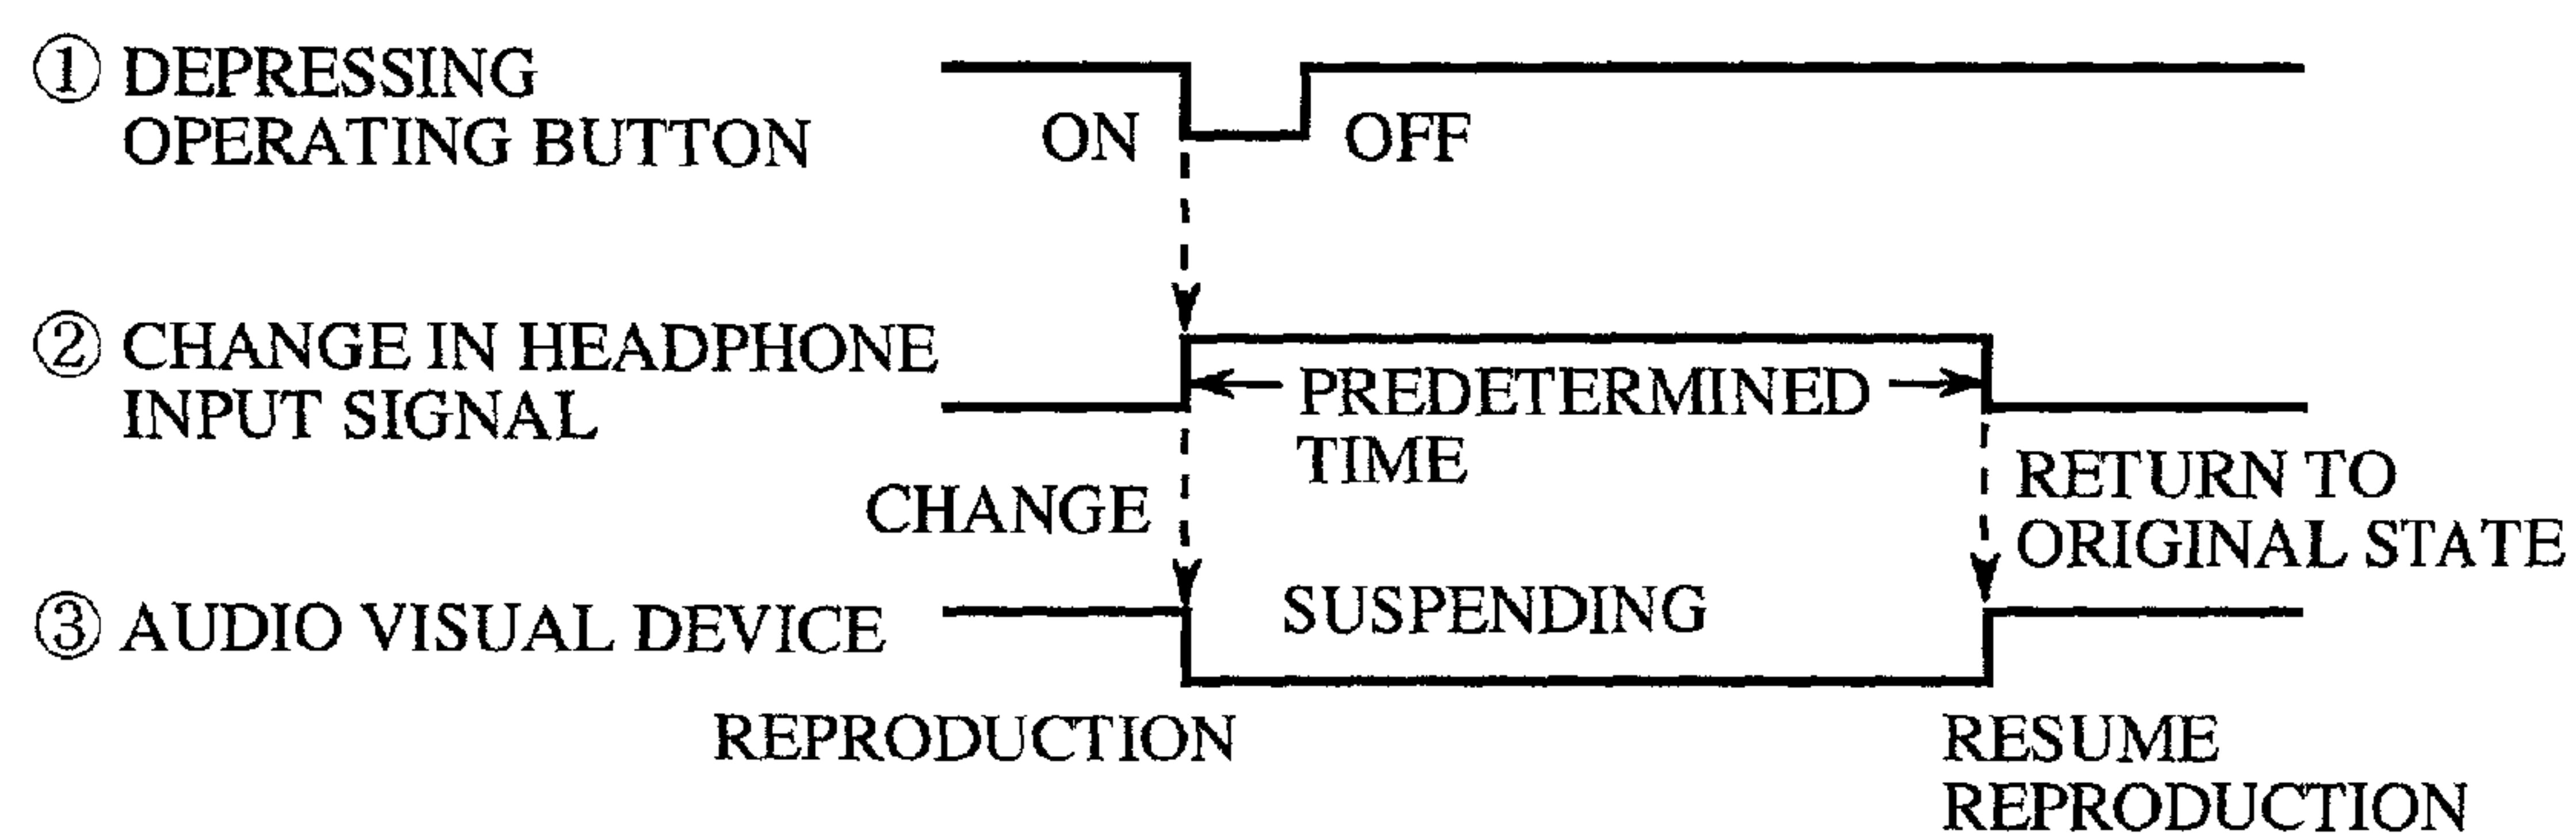 ① DEPRESSING
OPERATING BUTTON
ON
OFF
② CHANGE IN HEADPHONE
INPUT SIGNAL
PREDETERMINED
TIME
CHANGE
RETURN TO
ORIGINAL STATE
③ AUDIO VISUAL DEVICE
SUSPENDING
REPRODUCTION
RESUME
REPRODUCTION